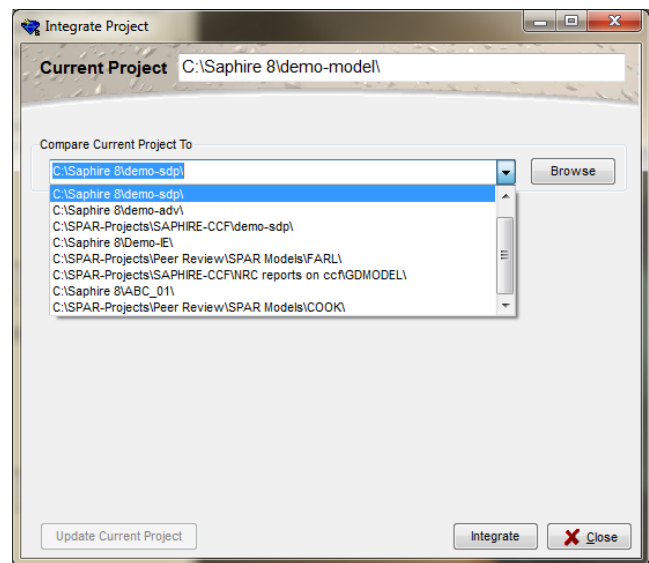 Integrate Project
Current Project C:\Saphire 8\demo-model\
Compare Current Project To
C:\Saphire 8\demo-sdp\ Browse
C:\Saphire 8\demo-sdp\
C:\Saphire 8\demo-adv\
C:\SPAR-Projects\SAPHIRE-CCF\demo-sdp\
C:\Saphire 8\Demo-IE\
C:\SPAR-Projects\Peer Review\SPAR Models\FARL\
C:\SPAR-Projects\SAPHIRE-CCF\NRC reports on ccf\GDMODEL\
C:\Saphire 8\ABC_01\
C:\SPAR-Projects\Peer Review\SPAR Models\COOK\
Update Current Project Integrate Close